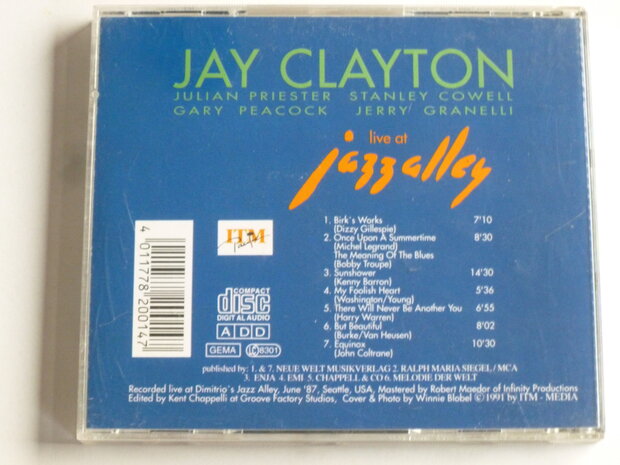 JAY CLAYTON
JULIAN PRIESTER STANLEY COWELL
GARY PEACOCK JERRY GRANELLI
live at
jazzalley
1. Birk's Works 7'10
(Dizzy Gillespie)
2. Once Upon A Summertime 8'30
(Michel Legrand)
The Meaning Of The Blues
(Bobby Troupe)
3. Sunshower 14'30
(Kenny Barron)
4. My Foolish Heart 5'36
(Washington/Young)
5. There Will Never Be Another You 6'55
(Harry Warren)
6. But Beautiful 8'02
(Burke/Van Heusen)
7. Equinox 10'30
(John Coltrane)
4 011778 200147
ITM
COMPACT
disc
DIGITAL AUDIO
A D D
GEMA LC 8301
published by: 1. & 7. NEUE WELT MUSIKVERLAG 2. RALPH MARIA SIEGEL / MCA
3. ENJA 4. EMI 5. CHAPPELL & CO 6. MELODIE DER WELT
Recorded live at Dimitrio's Jazz Alley, June '87, Seattle, USA, Mastered by Robert Maedor of Infinity Productions
Edited by Kent Chappelli at Groove Factory Studios, Cover & Photo by Winnie Blobel ©1991 by ITM - MEDIA